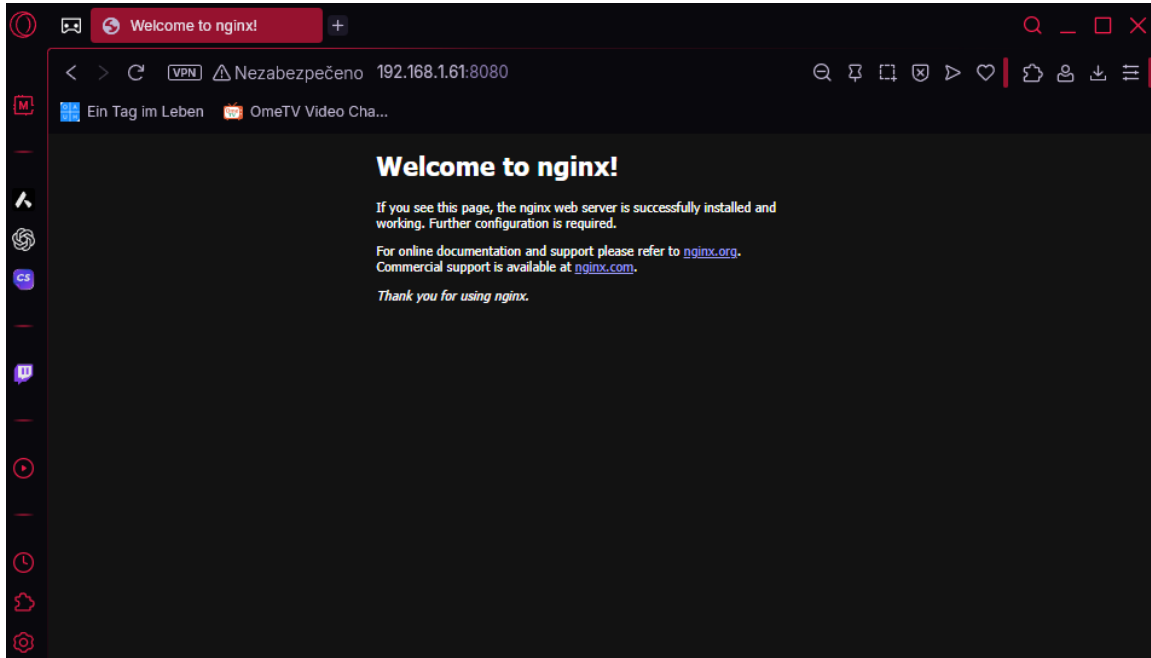 Welcome to nginx!
VPN Nezabezpečeno 192.168.1.61:8080
M
Ein Tag im Leben OmeTV Video Cha...
CS
Welcome to nginx!
If you see this page, the nginx web server is successfully installed and
working. Further configuration is required.
For online documentation and support please refer to nginx.org.
Commercial support is available at nginx.com.
Thank you for using nginx.